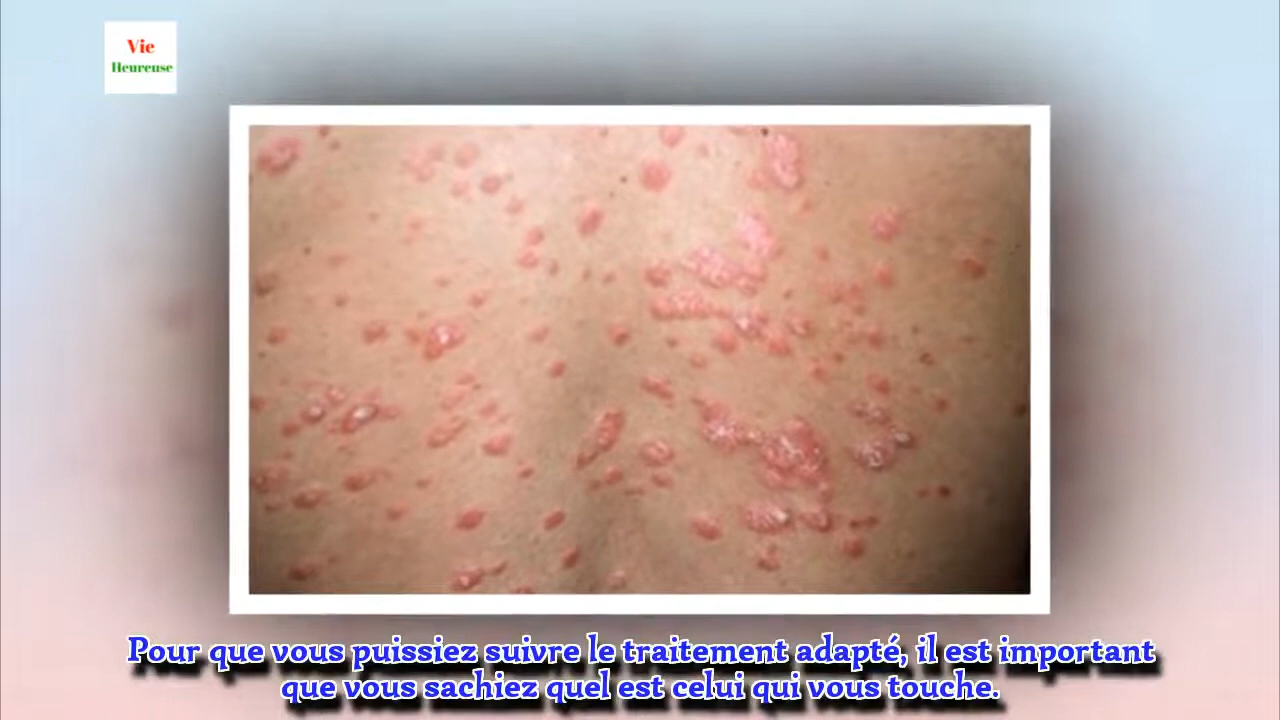 Vie
Heureuse
Pour que vous puissiez suivre le traitement adapté, il est important
que vous sachiez quel est celui qui vous touche.